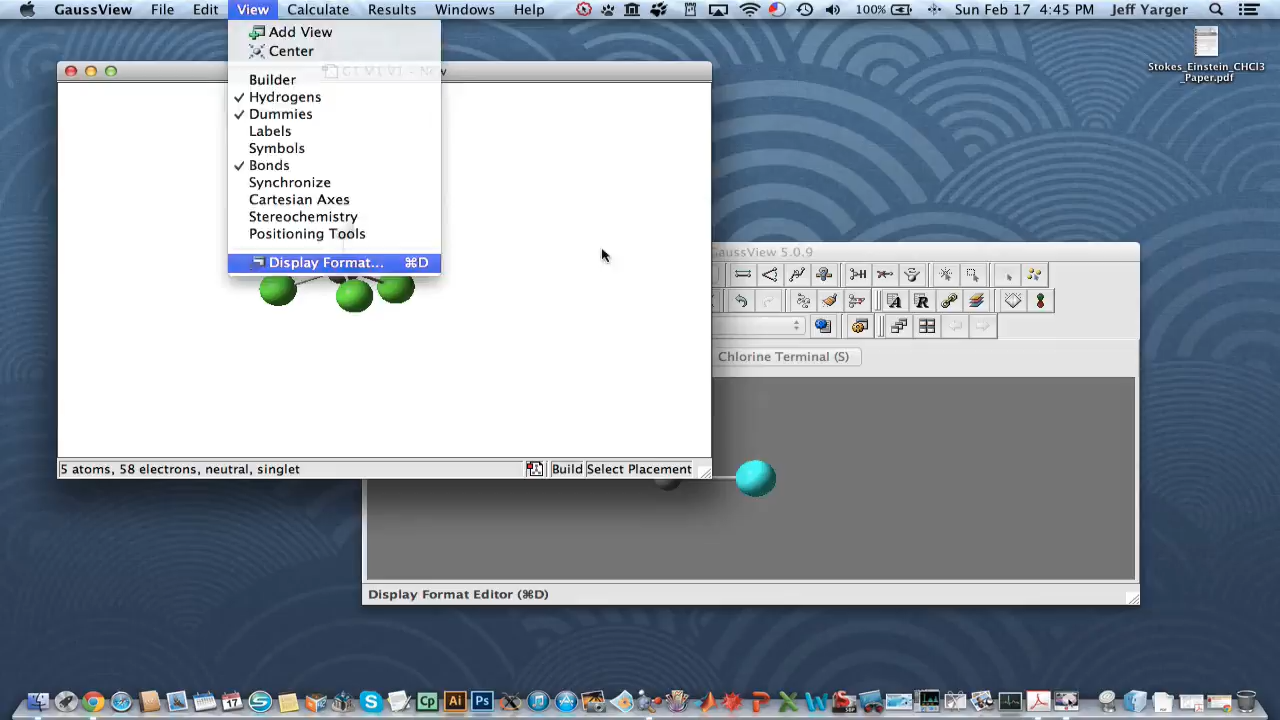 GaussView File Edit View Calculate Results Windows Help 100% Sun Feb 17 4:45 PM Jeff Yarger
Stokes_Einstein_CHCl3
_Paper.pdf
Add View
Center
Builder
Hydrogens
Dummies
Labels
Symbols
Bonds
Synchronize
Cartesian Axes
Stereochemistry
Positioning Tools
Display Format... ⌘D
GaussView 5.0.9
Chlorine Terminal (S)
5 atoms, 58 electrons, neutral, singlet Build Select Placement
Display Format Editor (⌘D)